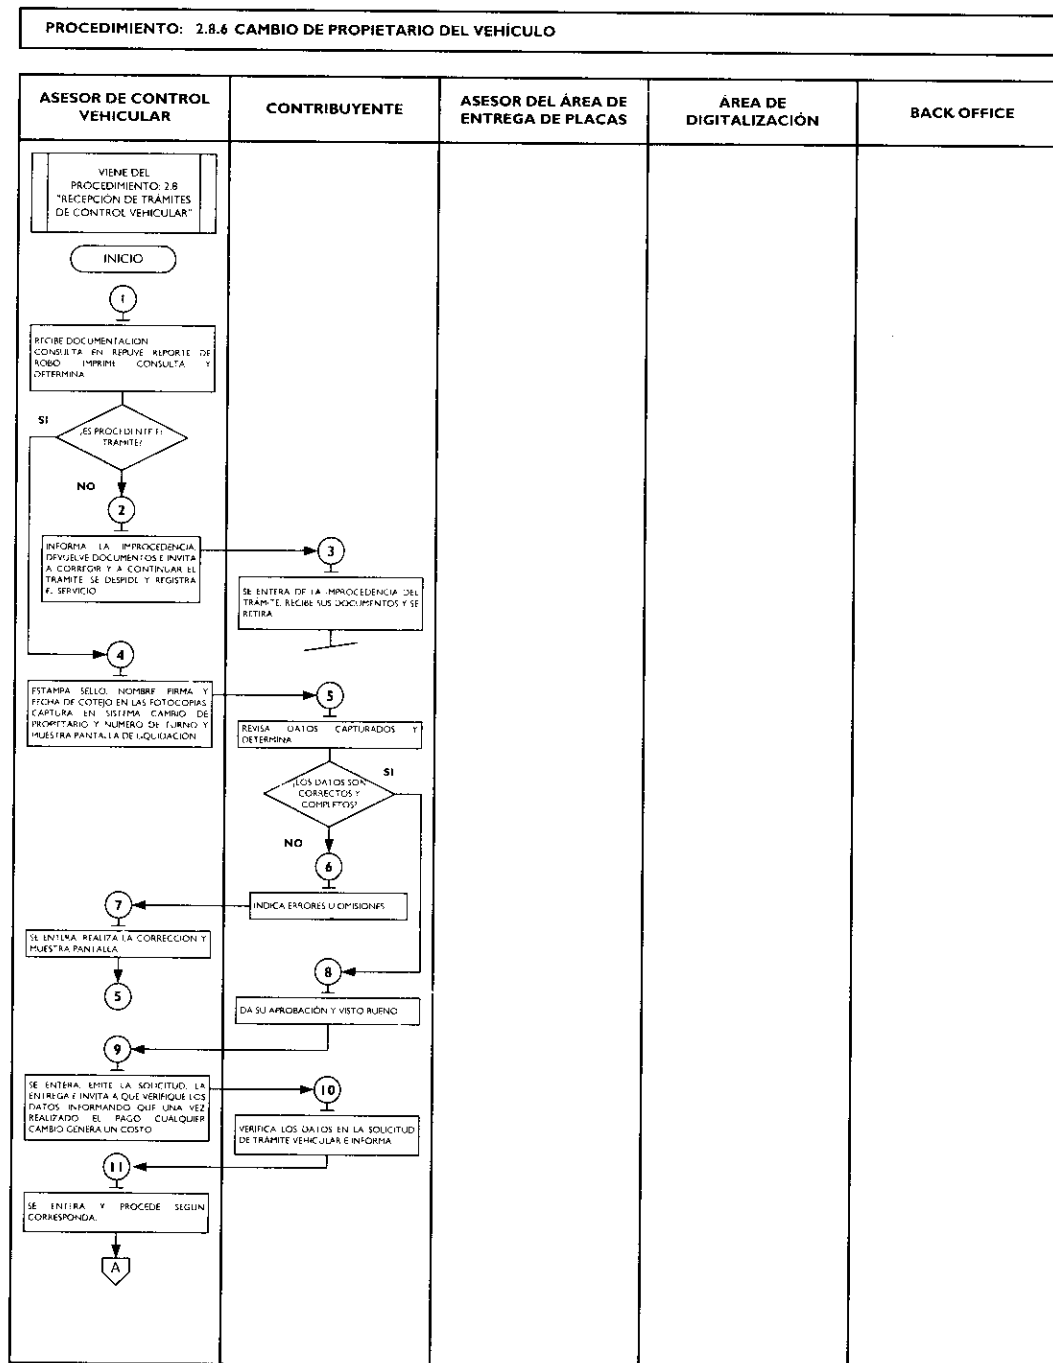 PROCEDIMIENTO: 2.8.6 CAMBIO DE PROPIETARIO DEL VEHÍCULO
ASESOR DE CONTROL
VEHICULAR
CONTRIBUYENTE
ASESOR DEL ÁREA DE
ENTREGA DE PLACAS
ÁREA DE
DIGITALIZACIÓN
BACK OFFICE
VIENE DEL
PROCEDIMIENTO: 2.8
"RECEPCIÓN DE TRÁMITES
DE CONTROL VEHICULAR"
INICIO
1
RECIBE DOCUMENTACION
CONSULTA EN REPUVE REPORTE DE
ROBO IMPRIME CONSULTA Y
DETERMINA
SI
¿ES PROCEDENTE EL
TRAMITE?
NO
2
INFORMA LA IMPROCEDENCIA,
DEVUELVE DOCUMENTOS E INVITA
A CORREGIR Y A CONTINUAR EL
TRAMITE SE DESPIDE Y REGISTRA
EL SERVICIO
3
SE ENTERA DE LA IMPROCEDENCIA DEL
TRÁMITE, RECIBE SUS DOCUMENTOS Y SE
RETIRA
4
ESTAMPA SELLO, NOMBRE FIRMA Y
FECHA DE COTEJO EN LAS FOTOCOPIAS
CAPTURA EN SISTEMA CAMBIO DE
PROPIETARIO Y NUMERO DE TURNO Y
MUESTRA PANTALLA DE LIQUIDACIÓN
5
REVISA DATOS CAPTURADOS Y
DETERMINA
¿LOS DATOS SON
CORRECTOS Y
COMPLETOS?
SI
NO
6
INDICA ERRORES U OMISIONES
7
SE ENTERA, REALIZA LA CORRECCION Y
MUESTRA PANTALLA
5
8
DA SU APROBACIÓN Y VISTO BUENO
9
SE ENTERA, EMITE LA SOLICITUD, LA
ENTREGA E INVITA A QUE VERIFIQUE LOS
DATOS INFORMANDO QUE UNA VEZ
REALIZADO EL PAGO CUALQUIER
CAMBIO GENERA UN COSTO
10
VERIFICA LOS DATOS EN LA SOLICITUD
DE TRÁMITE VEHICULAR E INFORMA
11
SE ENTERA Y PROCEDE SEGÚN
CORRESPONDA.
A